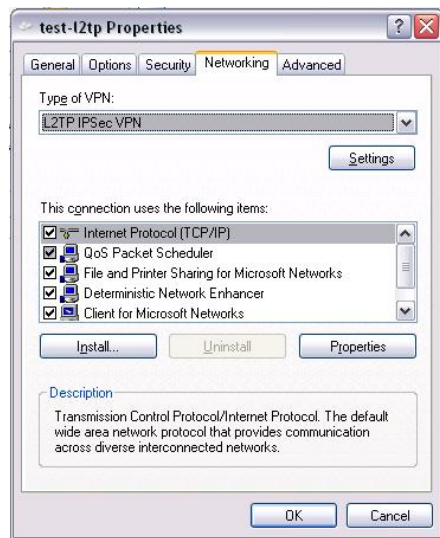 test-l2tp Properties
General Options Security Networking Advanced
Type of VPN:
L2TP IPSec VPN
Settings
This connection uses the following items:
Internet Protocol (TCP/IP)
QoS Packet Scheduler
File and Printer Sharing for Microsoft Networks
Deterministic Network Enhancer
Client for Microsoft Networks
Install... Uninstall Properties
Description
Transmission Control Protocol/Internet Protocol. The default
wide area network protocol that provides communication
across diverse interconnected networks.
OK Cancel